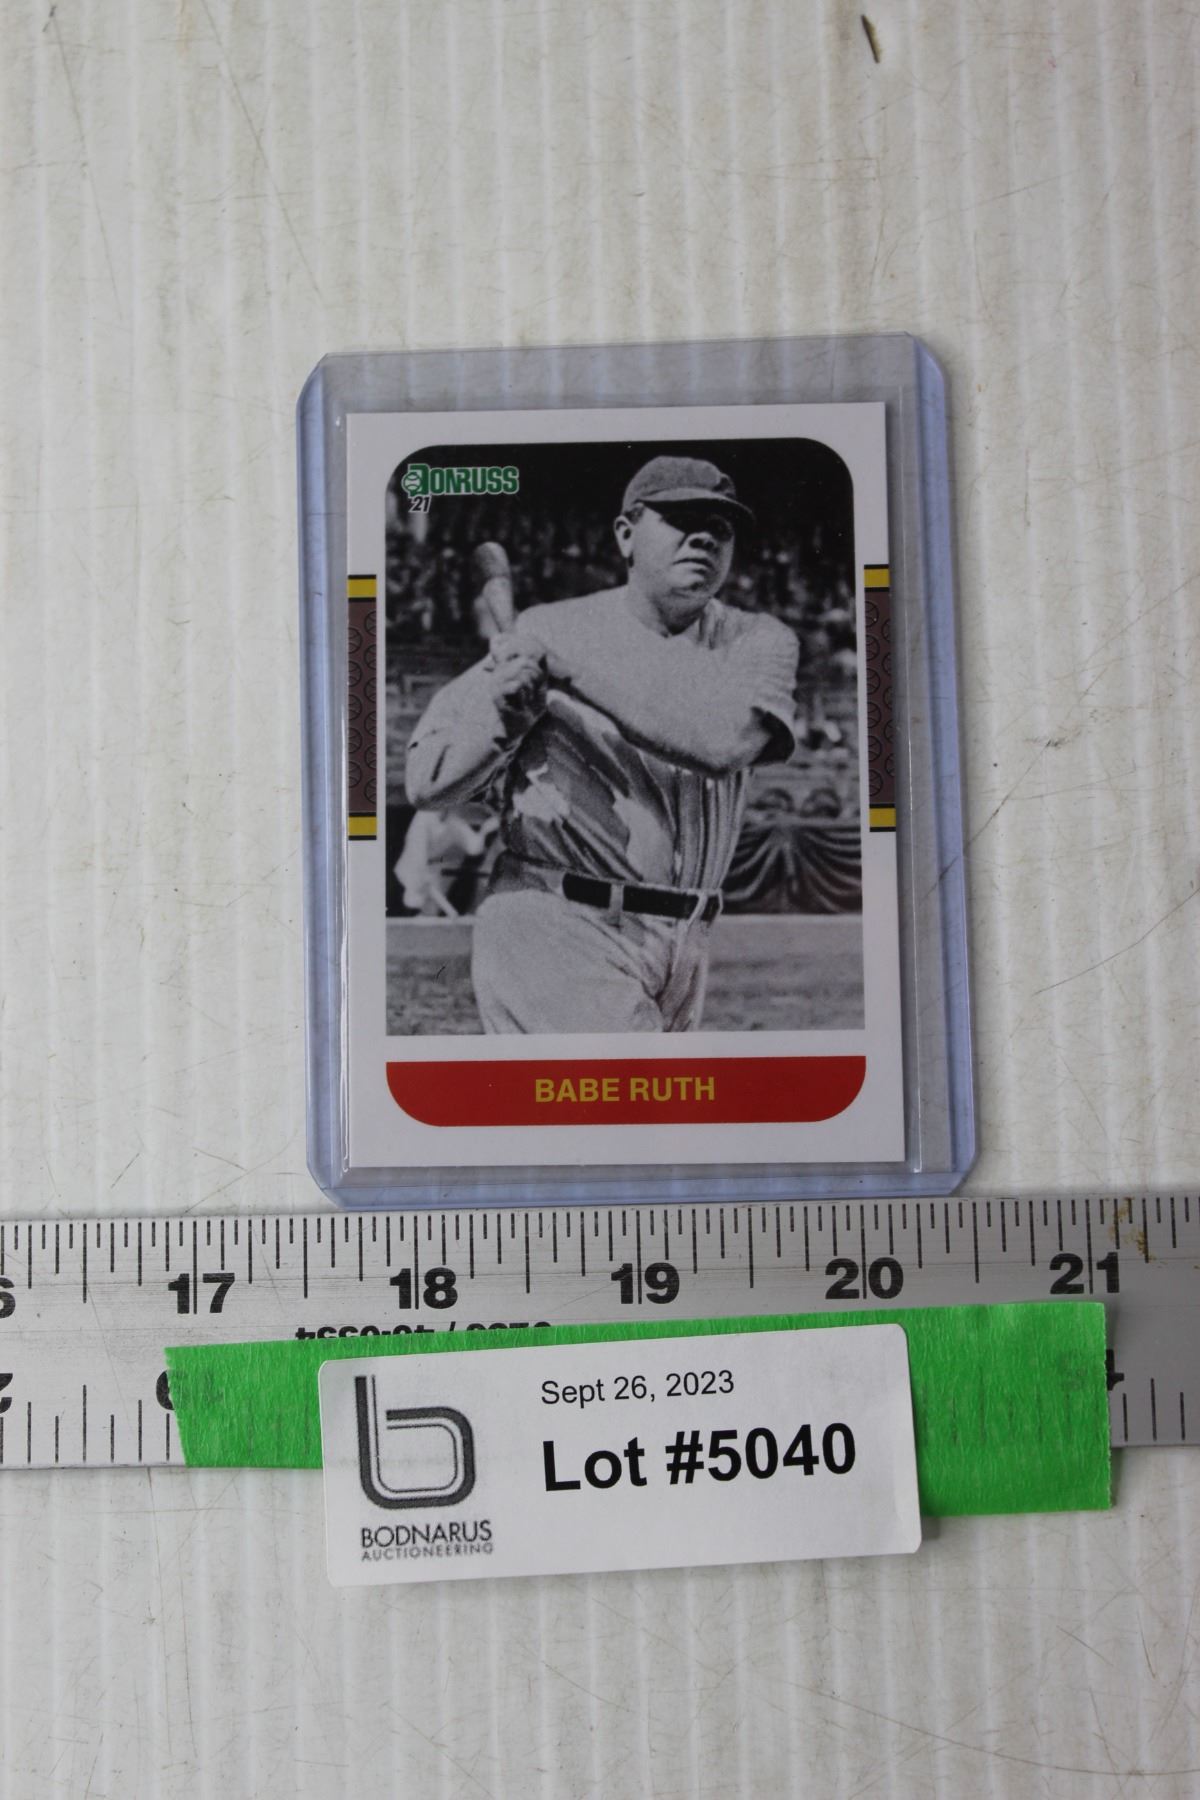 DONRUSS
21
BABE RUTH
17 18 19 20 21
Sept 26, 2023
Lot #5040
BODNARUS
AUCTIONEERING